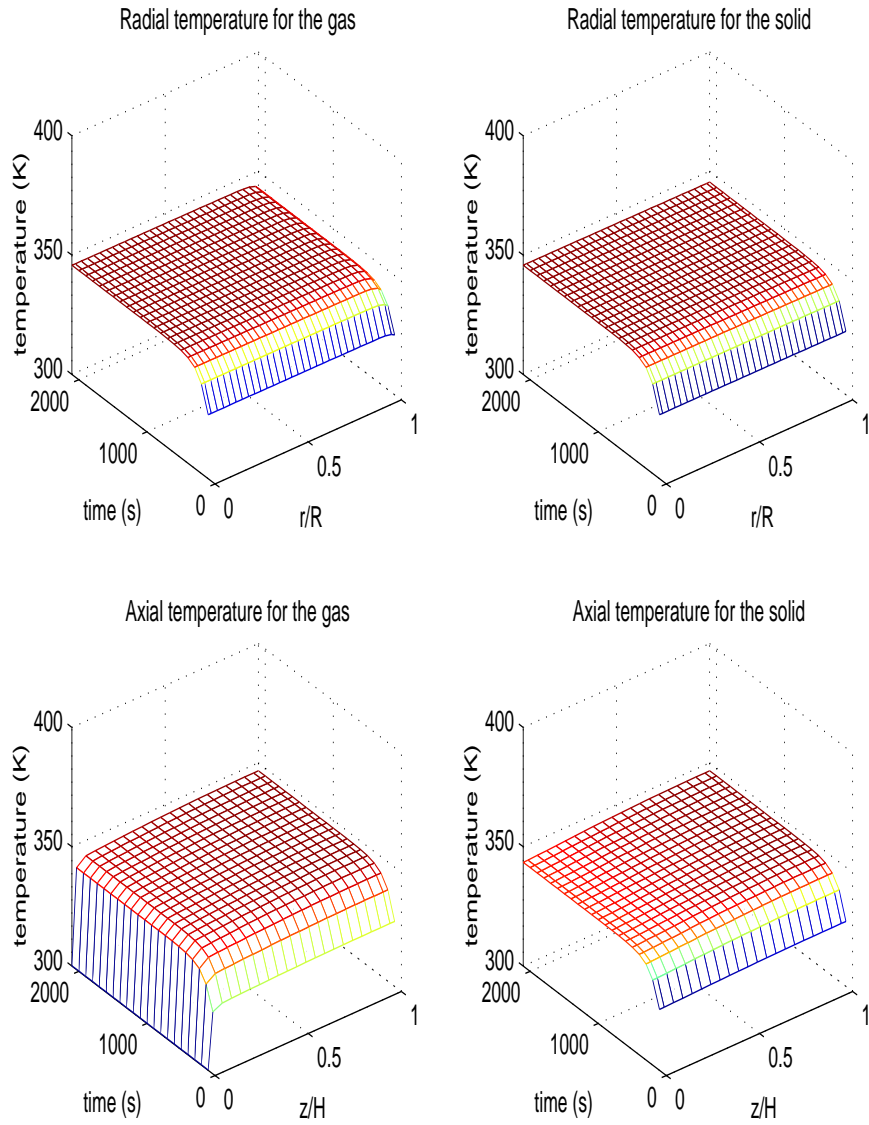 Radial temperature for the gas
400
350
300
temperature (K)
2000
1000
0
time (s)
0
0.5
1
r/R
Radial temperature for the solid
400
350
300
temperature (K)
2000
1000
0
time (s)
0
0.5
1
r/R
Axial temperature for the gas
400
350
300
temperature (K)
2000
1000
0
time (s)
0
0.5
1
z/H
Axial temperature for the solid
400
350
300
temperature (K)
2000
1000
0
time (s)
0
0.5
1
z/H